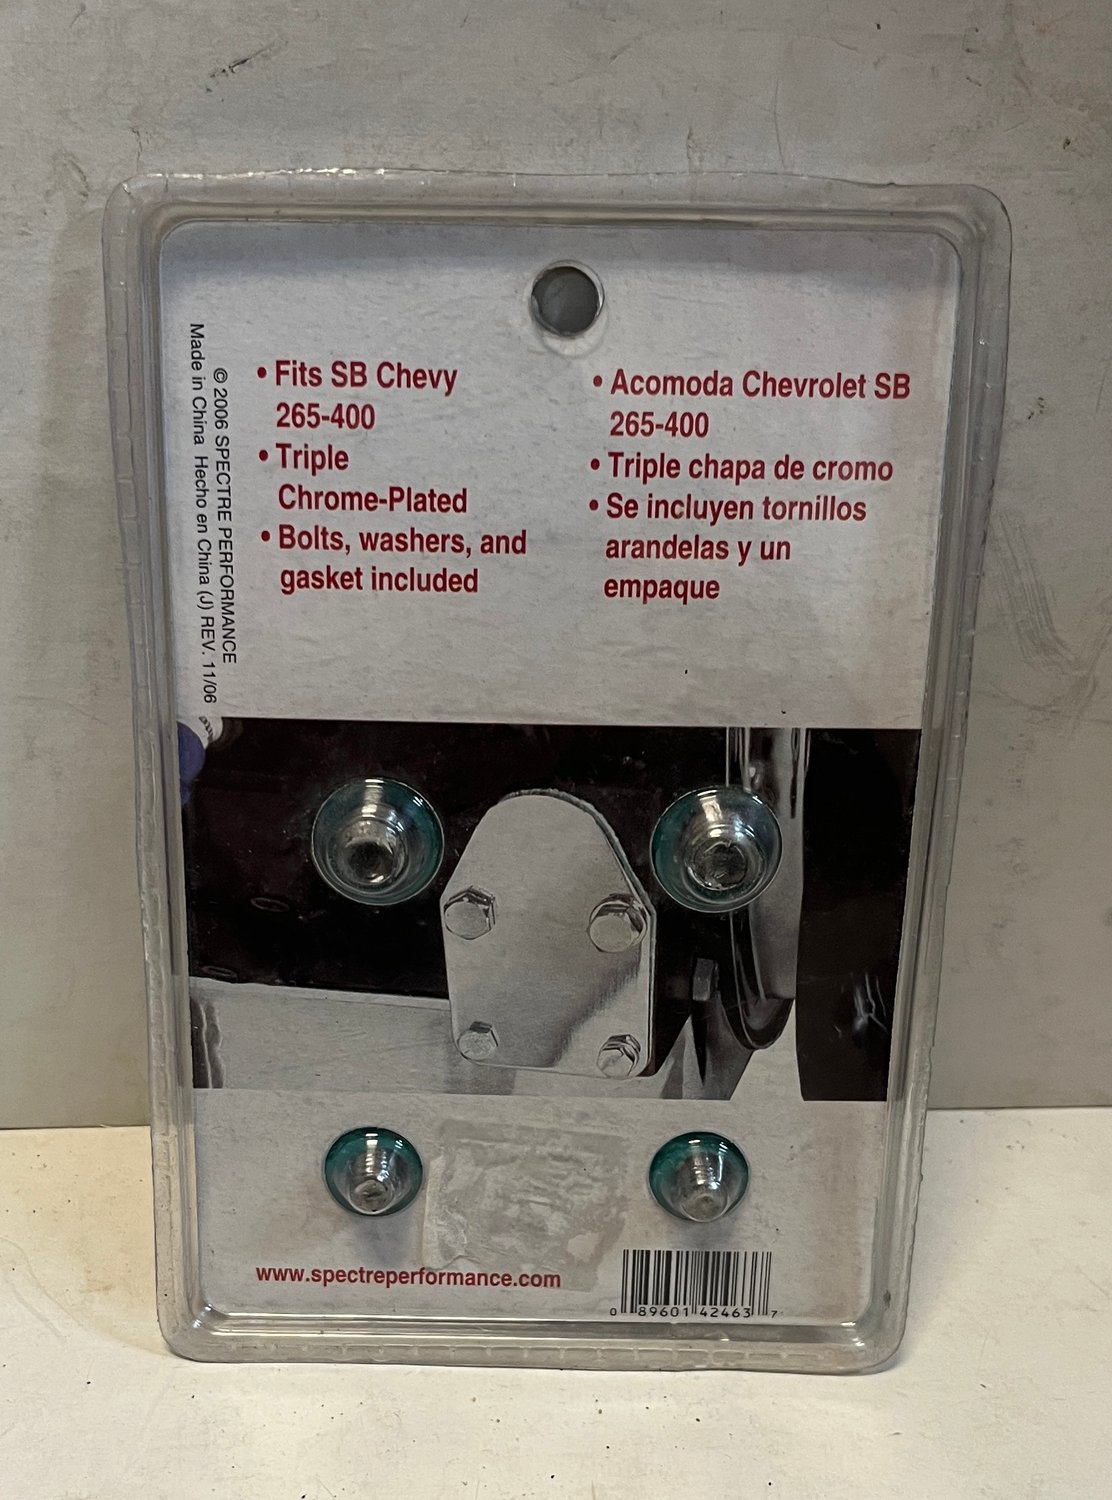 © 2006 SPECTRE PERFORMANCE
Made in China Hecho en China (J) REV. 11/06
• Fits SB Chevy
265-400
• Triple
Chrome-Plated
• Bolts, washers, and
gasket included
• Acomoda Chevrolet SB
265-400
• Triple chapa de cromo
• Se incluyen tornillos
arandelas y un
empaque
www.spectreperformance.com
0 89601 42463 7